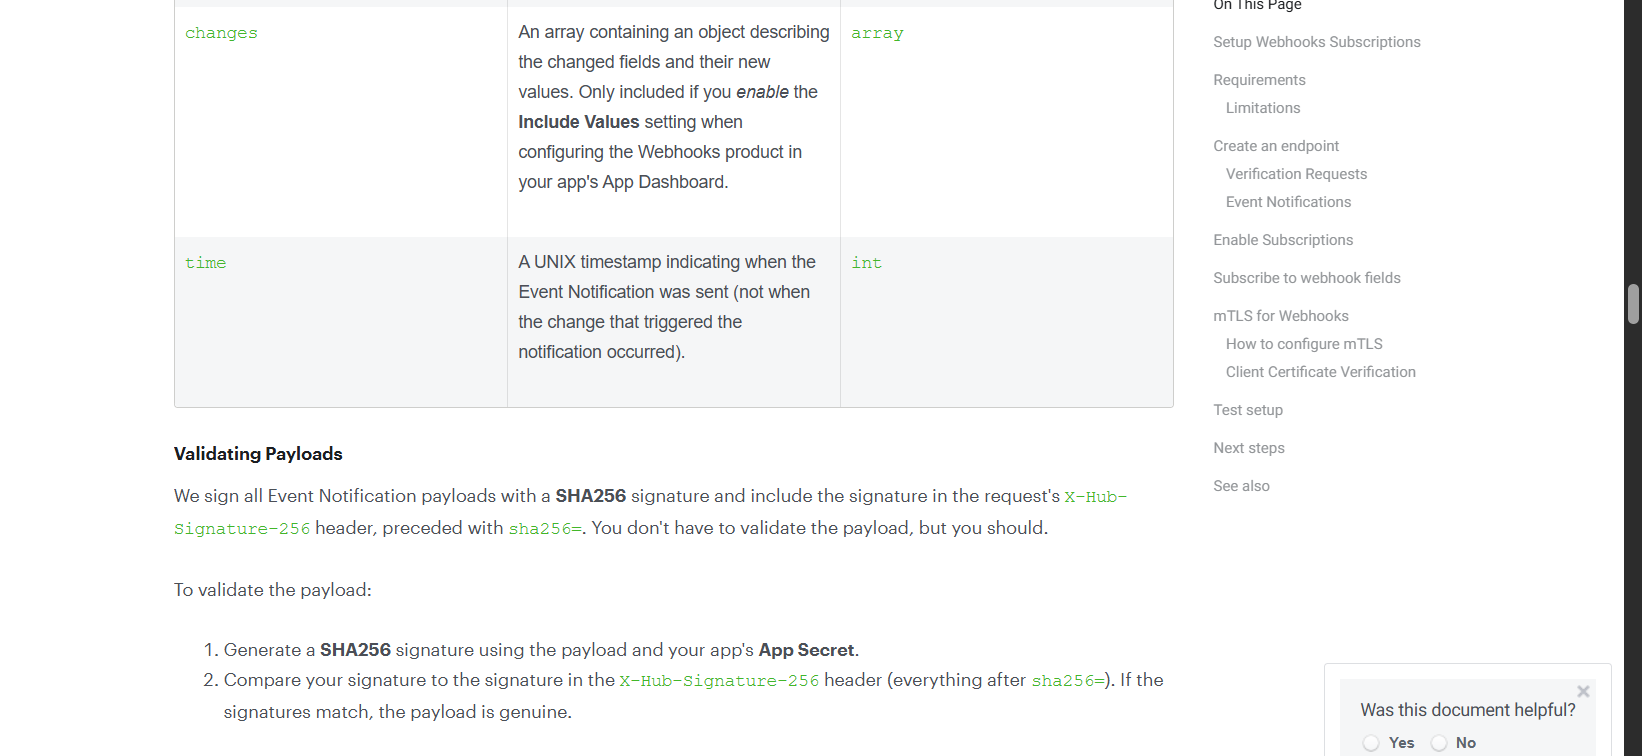 changes
An array containing an object describing
the changed fields and their new
values. Only included if you enable the
Include Values setting when
configuring the Webhooks product in
your app's App Dashboard.
array
time
A UNIX timestamp indicating when the
Event Notification was sent (not when
the change that triggered the
notification occurred).
int
Validating Payloads
We sign all Event Notification payloads with a SHA256 signature and include the signature in the request's X-Hub-
Signature-256 header, preceded with sha256=. You don't have to validate the payload, but you should.
To validate the payload:
1. Generate a SHA256 signature using the payload and your app's App Secret.
2. Compare your signature to the signature in the X-Hub-Signature-256 header (everything after sha256=). If the
signatures match, the payload is genuine.
On This Page
Setup Webhooks Subscriptions
Requirements
Limitations
Create an endpoint
Verification Requests
Event Notifications
Enable Subscriptions
Subscribe to webhook fields
mTLS for Webhooks
How to configure mTLS
Client Certificate Verification
Test setup
Next steps
See also
Was this document helpful?
Yes No